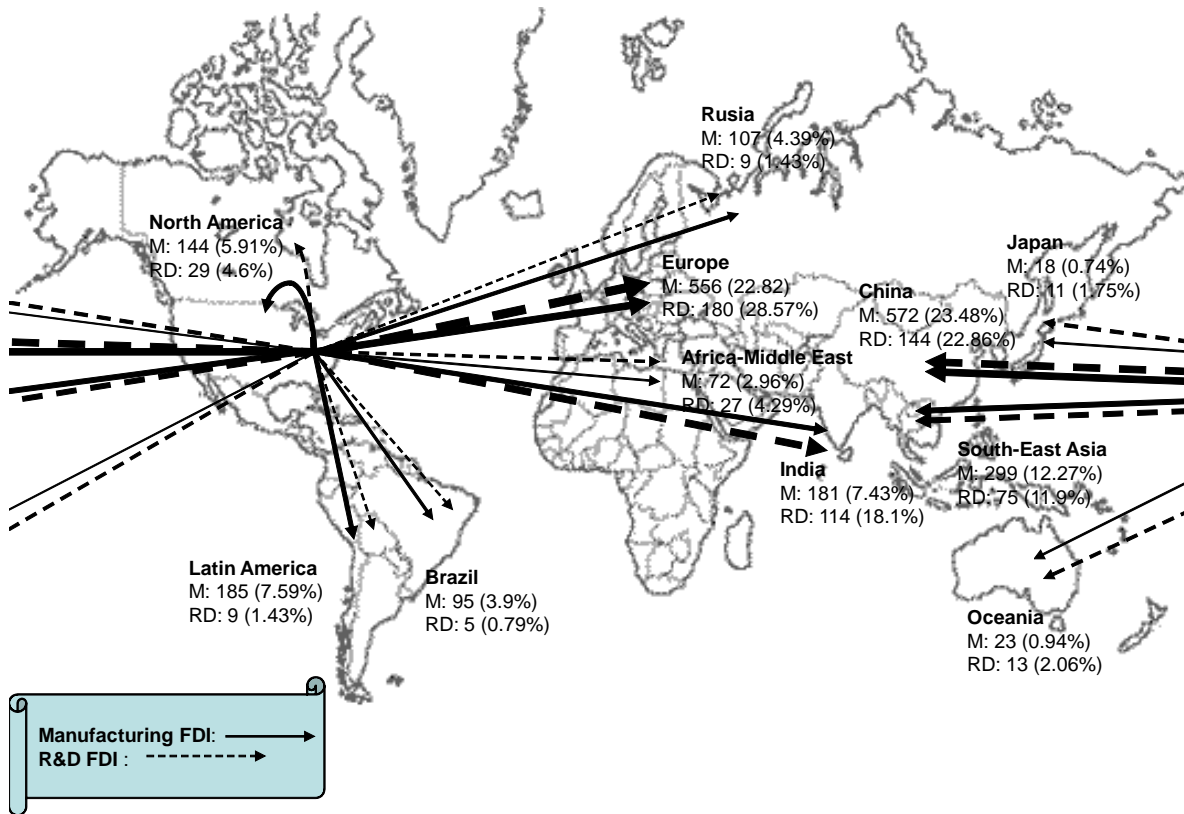 Rusia
M: 107 (4.39%)
RD: 9 (1.43%)
North America
M: 144 (5.91%)
RD: 29 (4.6%)
Japan
M: 18 (0.74%)
RD: 11 (1.75%)
Europe
M: 556 (22.82)
RD: 180 (28.57%)
China
M: 572 (23.48%)
RD: 144 (22.86%)
Africa-Middle East
M: 72 (2.96%)
RD: 27 (4.29%)
South-East Asia
M: 299 (12.27%)
RD: 75 (11.9%)
India
M: 181 (7.43%)
RD: 114 (18.1%)
Latin America
M: 185 (7.59%)
RD: 9 (1.43%)
Brazil
M: 95 (3.9%)
RD: 5 (0.79%)
Oceania
M: 23 (0.94%)
RD: 13 (2.06%)
Manufacturing FDI:
R&D FDI :